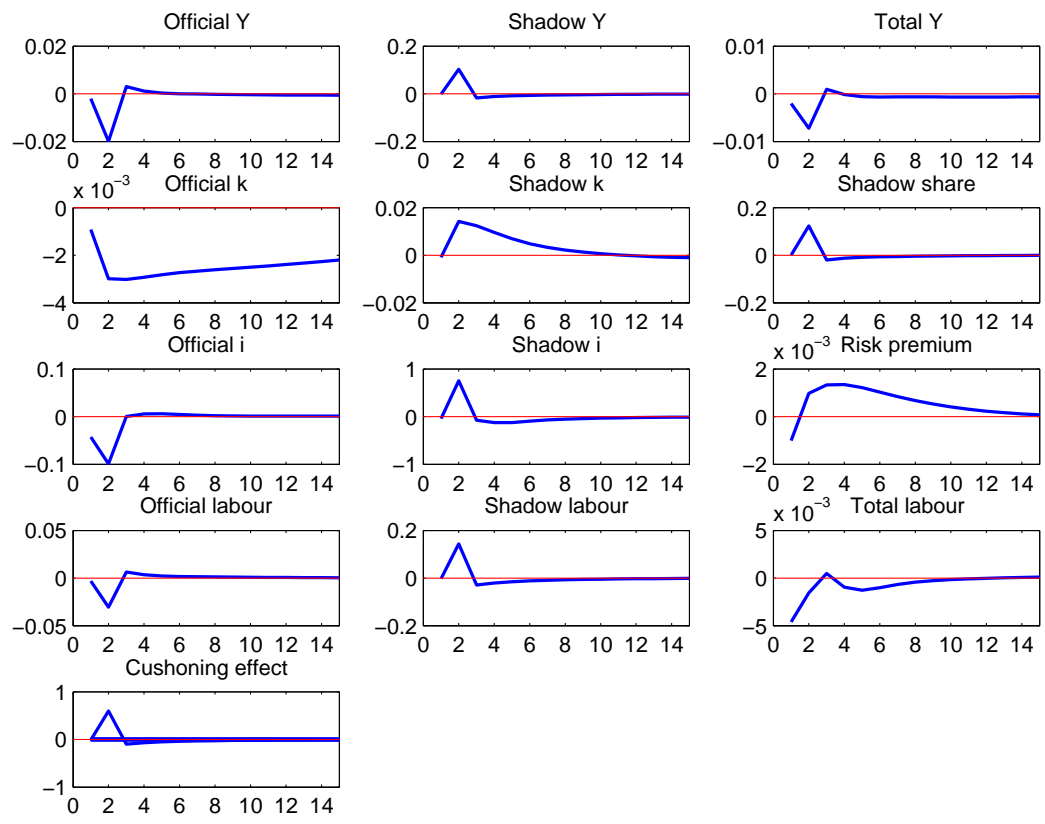 Official Y
Shadow Y
Total Y
0.02
0
−0.02
0 2 4 6 8 10 12 14
0.2
0
−0.2
0 2 4 6 8 10 12 14
0.01
0
−0.01
0 2 4 6 8 10 12 14
x 10−3
Official k
Shadow k
Shadow share
0
−2
−4
0 2 4 6 8 10 12 14
0.02
0
−0.02
0 2 4 6 8 10 12 14
0.2
0
−0.2
0 2 4 6 8 10 12 14
Official i
Shadow i
x 10−3
Risk premium
0.1
0
−0.1
0 2 4 6 8 10 12 14
1
0
−1
0 2 4 6 8 10 12 14
2
0
−2
0 2 4 6 8 10 12 14
Official labour
Shadow labour
x 10−3
Total labour
0.05
0
−0.05
0 2 4 6 8 10 12 14
0.2
0
−0.2
0 2 4 6 8 10 12 14
5
0
−5
0 2 4 6 8 10 12 14
Cushoning effect
1
0
−1
0 2 4 6 8 10 12 14